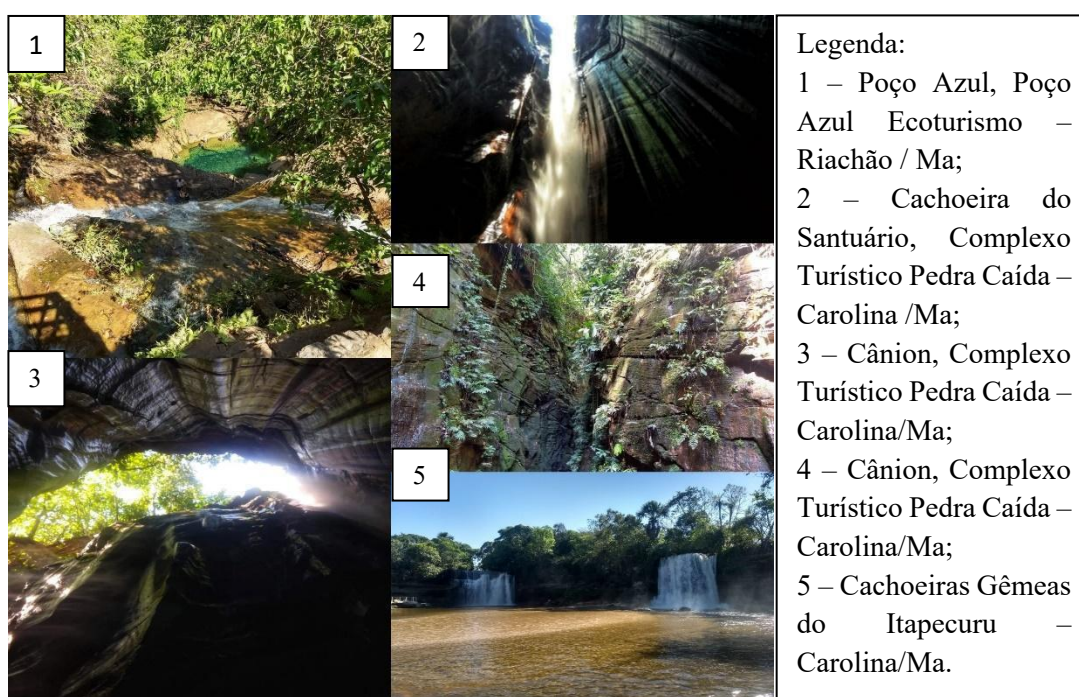 1
2
3
4
5
Legenda:
1 – Poço Azul, Poço
Azul Ecoturismo –
Riachão / Ma;
2 – Cachoeira do
Santuário, Complexo
Turístico Pedra Caída –
Carolina /Ma;
3 – Cânion, Complexo
Turístico Pedra Caída –
Carolina/Ma;
4 – Cânion, Complexo
Turístico Pedra Caída –
Carolina/Ma;
5 – Cachoeiras Gêmeas
do Itapecuru –
Carolina/Ma.